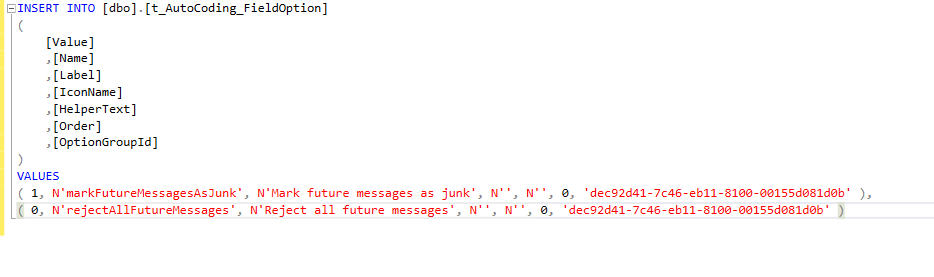 INSERT INTO [dbo].[t_AutoCoding_FieldOption]
(
[Value]
,[Name]
,[Label]
,[IconName]
,[HelperText]
,[Order]
,[OptionGroupId]
)
VALUES
( 1, N'markFutureMessagesAsJunk', N'Mark future messages as junk', N'', N'', 0, 'dec92d41-7c46-eb11-8100-00155d081d0b' ),
( 0, N'rejectAllFutureMessages', N'Reject all future messages', N'', N'', 0, 'dec92d41-7c46-eb11-8100-00155d081d0b' )